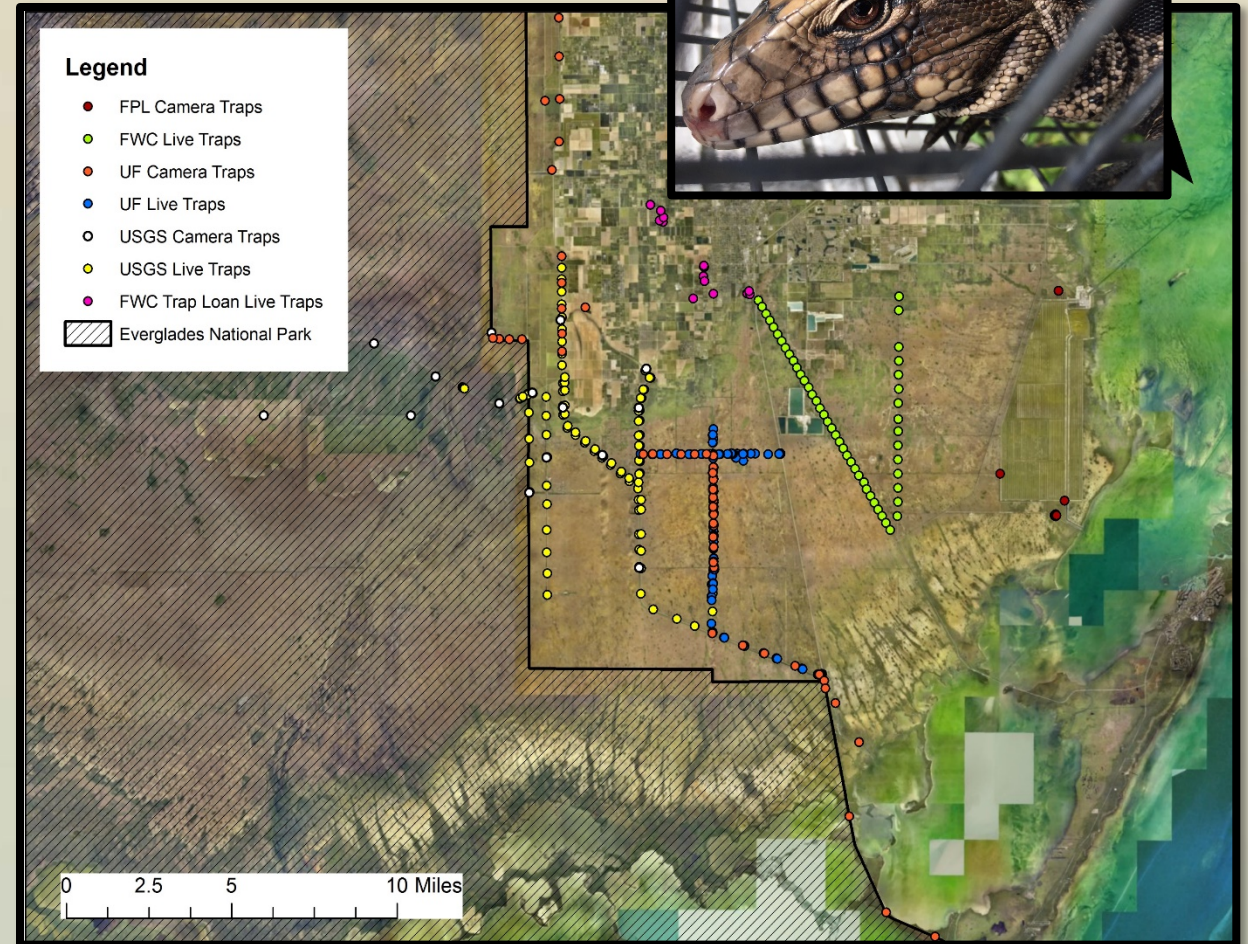 Legend
FPL Camera Traps
FWC Live Traps
UF Camera Traps
UF Live Traps
USGS Camera Traps
USGS Live Traps
FWC Trap Loan Live Traps
Everglades National Park
0 2.5 5 10 Miles